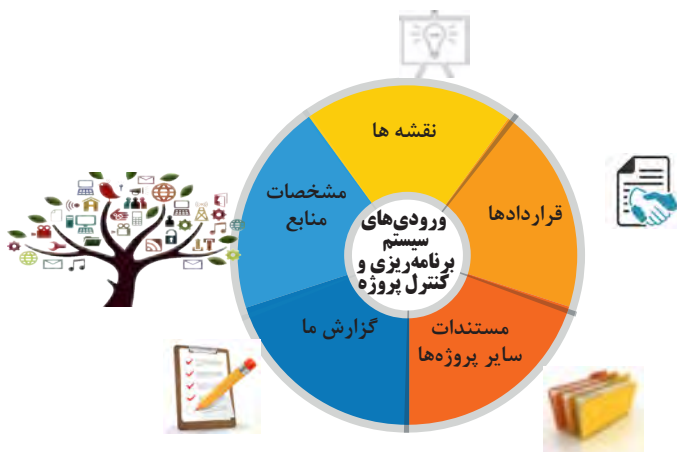 نقشه ها
قراردادها
مستندات
سایر پروژه‌ها
گزارش ما
مشخصات
منابع
ورودی‌های
سیستم
برنامه‌ریزی و
کنترل پروژه